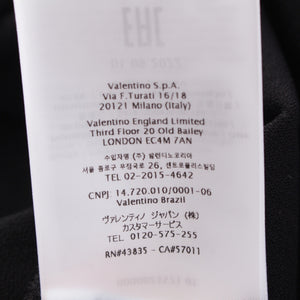 Valentino S.p.A.
Via F.Turati 16/18
20121 Milano (Italy)
Valentino England Limited
Third Floor 20 Old Bailey
LONDON EC4M 7AN
수입자명 (주) 발렌티노코리아
서울 종로구 우정국로 26, 센트로폴리스빌딩
TEL 02-2015-4642
CNPJ: 14.720.010/0001-06
Valentino Brazil
ヴァレンティノ ジャパン (株)
カスタマーサービス
TEL 0120-575-255
RN#43835 - CA#57011